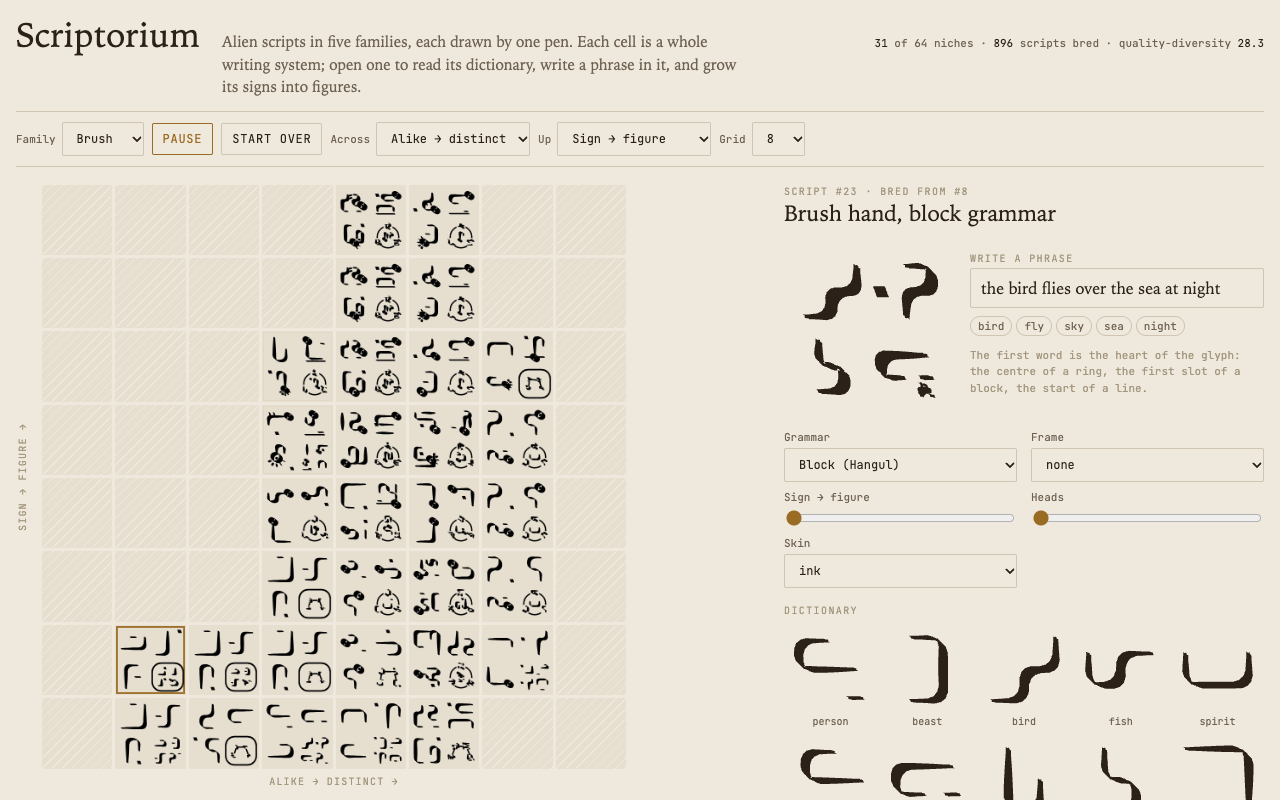 Scriptorium
Alien scripts in five families, each drawn by one pen. Each cell is a whole
writing system; open one to read its dictionary, write a phrase in it, and grow
its signs into figures.
31 of 64 niches · 896 scripts bred · quality-diversity 28.3
Family Brush PAUSE START OVER Across Alike → distinct Up Sign → figure Grid 8
SIGN → FIGURE →
ALIKE → DISTINCT →
SCRIPT #23 · BRED FROM #8
Brush hand, block grammar
WRITE A PHRASE
the bird flies over the sea at night
bird fly sky sea night
The first word is the heart of the glyph:
the centre of a ring, the first slot of a
block, the start of a line.
Grammar Frame
Block (Hangul) none
Sign → figure Heads
Skin
ink
DICTIONARY
person beast bird fish spirit